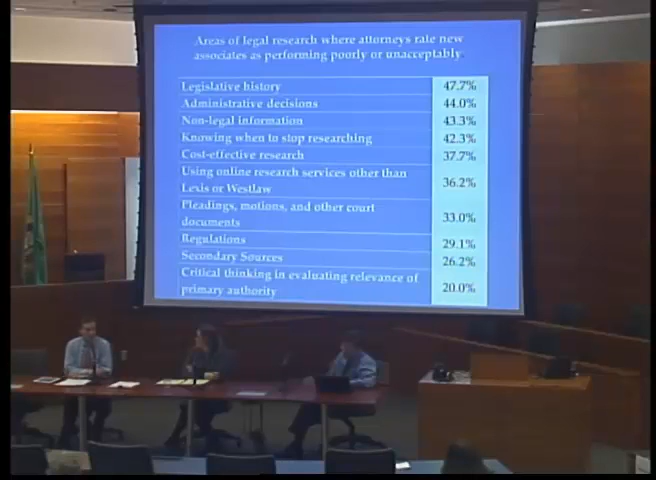 Areas of legal research where attorneys rate new
associates as performing poorly or unacceptably.
Legislative history 47.7%
Administrative decisions 44.0%
Non-legal information 43.3%
Knowing when to stop researching 42.3%
Cost-effective research 37.7%
Using online research services other than
Lexis or Westlaw 36.2%
Pleadings, motions, and other court
documents 33.0%
Regulations 29.1%
Secondary Sources 26.2%
Critical thinking in evaluating relevance of
primary authority 20.0%